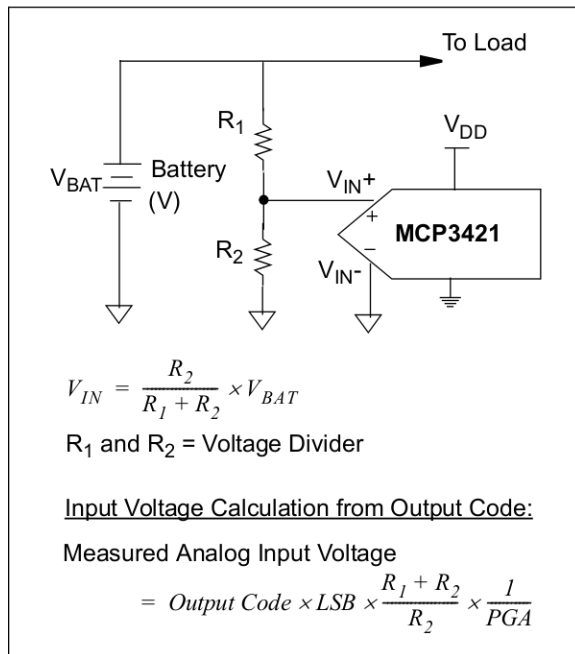 To Load
R1
VDD
VBAT
Battery
(V)
VIN+
+
MCP3421
R2
−
VIN-
VIN = R2 / (R1 + R2) × VBAT
R1 and R2 = Voltage Divider
Input Voltage Calculation from Output Code:
Measured Analog Input Voltage
= Output Code × LSB × (R1 + R2) / R2 × 1 / PGA